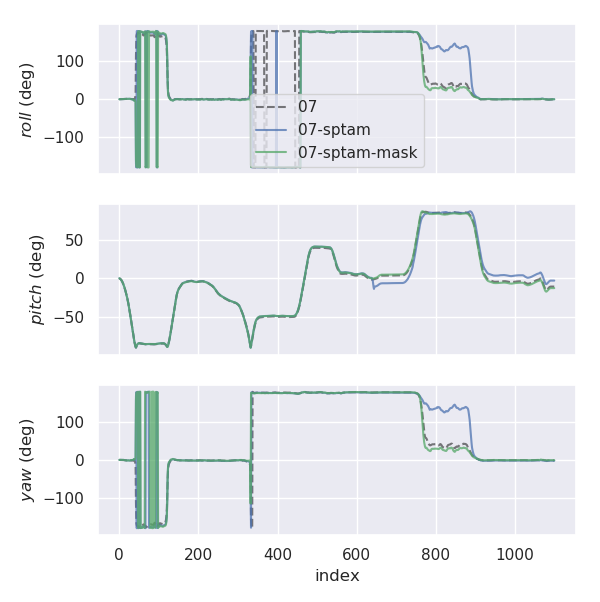 roll (deg)
100
0
−100
07
07-sptam
07-sptam-mask
pitch (deg)
50
0
−50
yaw (deg)
100
0
−100
0 200 400 600 800 1000
index